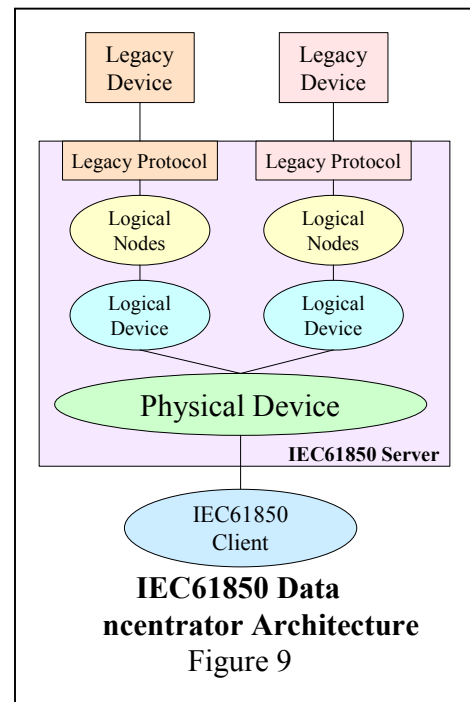 Legacy Device
Legacy Device
Legacy Protocol
Legacy Protocol
Logical Nodes
Logical Nodes
Logical Device
Logical Device
Physical Device
IEC61850 Server
IEC61850
Client
IEC61850 Data
ncentrator Architecture
Figure 9